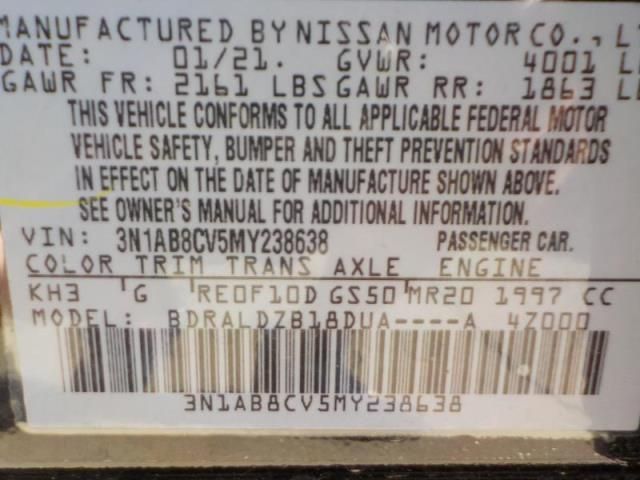 MANUFACTURED BY NISSAN MOTOR CO.,
DATE: 01/21. GVWR: 4001
GAWR FR: 2161 LBS GAWR RR: 1863
THIS VEHICLE CONFORMS TO ALL APPLICABLE FEDERAL MOTOR
VEHICLE SAFETY, BUMPER AND THEFT PREVENTION STANDARDS
IN EFFECT ON THE DATE OF MANUFACTURE SHOWN ABOVE.
SEE OWNER'S MANUAL FOR ADDITIONAL INFORMATION.
VIN: 3N1AB8CV5MY238638 PASSENGER CAR.
COLOR TRIM TRANS AXLE ENGINE
KH3 G RE0F10D GS50 MR20 1997 CC
MODEL: BDRALDZB18DUA----A 4Z000
3N1AB8CV5MY238638